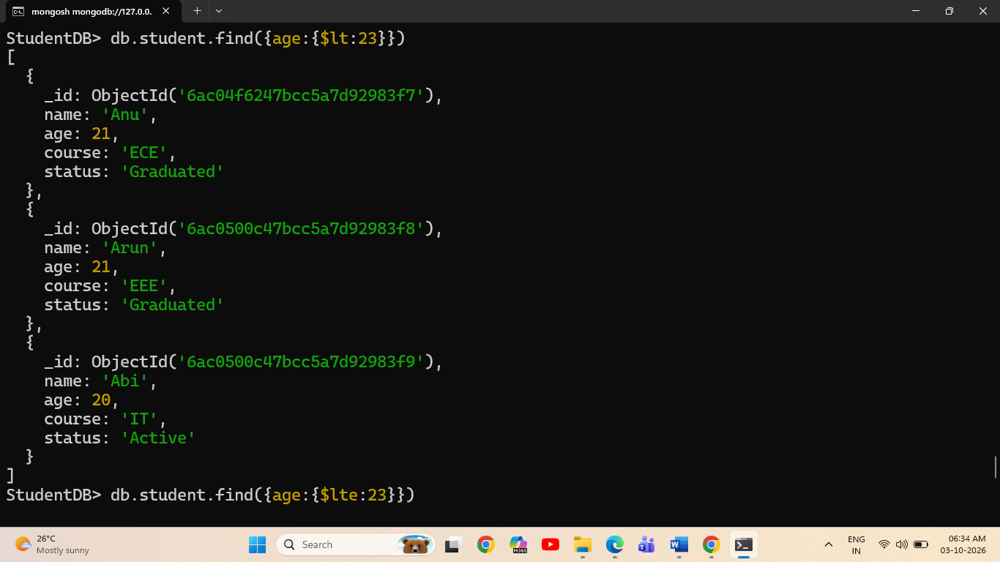 mongosh mongodb://127.0.0.
StudentDB> db.student.find({age:{$lt:23}})
[
  {
    _id: ObjectId('6ac04f6247bcc5a7d92983f7'),
    name: 'Anu',
    age: 21,
    course: 'ECE',
    status: 'Graduated'
  },
  {
    _id: ObjectId('6ac0500c47bcc5a7d92983f8'),
    name: 'Arun',
    age: 21,
    course: 'EEE',
    status: 'Graduated'
  },
  {
    _id: ObjectId('6ac0500c47bcc5a7d92983f9'),
    name: 'Abi',
    age: 20,
    course: 'IT',
    status: 'Active'
  }
]
StudentDB> db.student.find({age:{$lte:23}})
26°C
Mostly sunny
Search
M365
ENG
IN
06:34 AM
03-10-2026